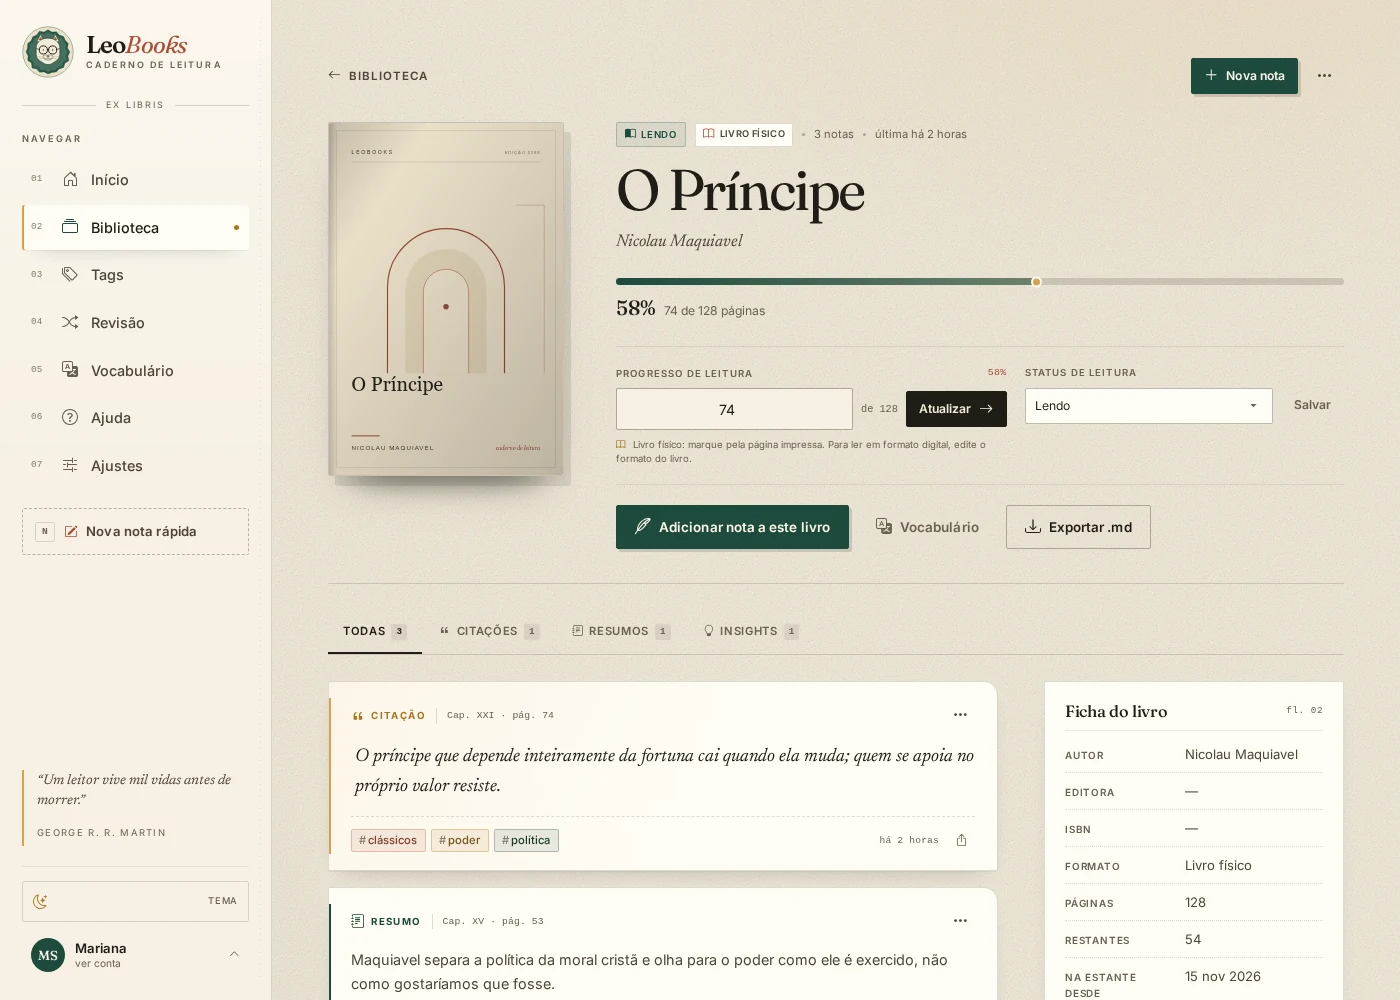 LeoBooks
CADERNO DE LEITURA
EX LIBRIS
NAVEGAR
01 Início
02 Biblioteca
03 Tags
04 Revisão
05 Vocabulário
06 Ajuda
07 Ajustes
N Nova nota rápida
“Um leitor vive mil vidas antes de
morrer.”
GEORGE R. R. MARTIN
TEMA
MS Mariana
ver conta
← BIBLIOTECA
+ Nova nota
LEOBOOKS
O Príncipe
NICOLAU MAQUIAVEL
caderno de leitura
LENDO LIVRO FÍSICO • 3 notas • última há 2 horas
O Príncipe
Nicolau Maquiavel
58% 74 de 128 páginas
PROGRESSO DE LEITURA 58%
74 de 128 Atualizar →
Livro físico: marque pela página impressa. Para ler em formato digital, edite o
formato do livro.
STATUS DE LEITURA
Lendo Salvar
Adicionar nota a este livro Vocabulário Exportar .md
TODAS 3 CITAÇÕES 1 RESUMOS 1 INSIGHTS 1
CITAÇÃO Cap. XXI · pág. 74
O príncipe que depende inteiramente da fortuna cai quando ela muda; quem se apoia no
próprio valor resiste.
#clássicos #poder #política há 2 horas
RESUMO Cap. XV · pág. 53
Maquiavel separa a política da moral cristã e olha para o poder como ele é exercido, não
como gostaríamos que fosse.
Ficha do livro fl. 02
AUTOR Nicolau Maquiavel
EDITORA —
ISBN —
FORMATO Livro físico
PÁGINAS 128
RESTANTES 54
NA ESTANTE 15 nov 2026
DESDE